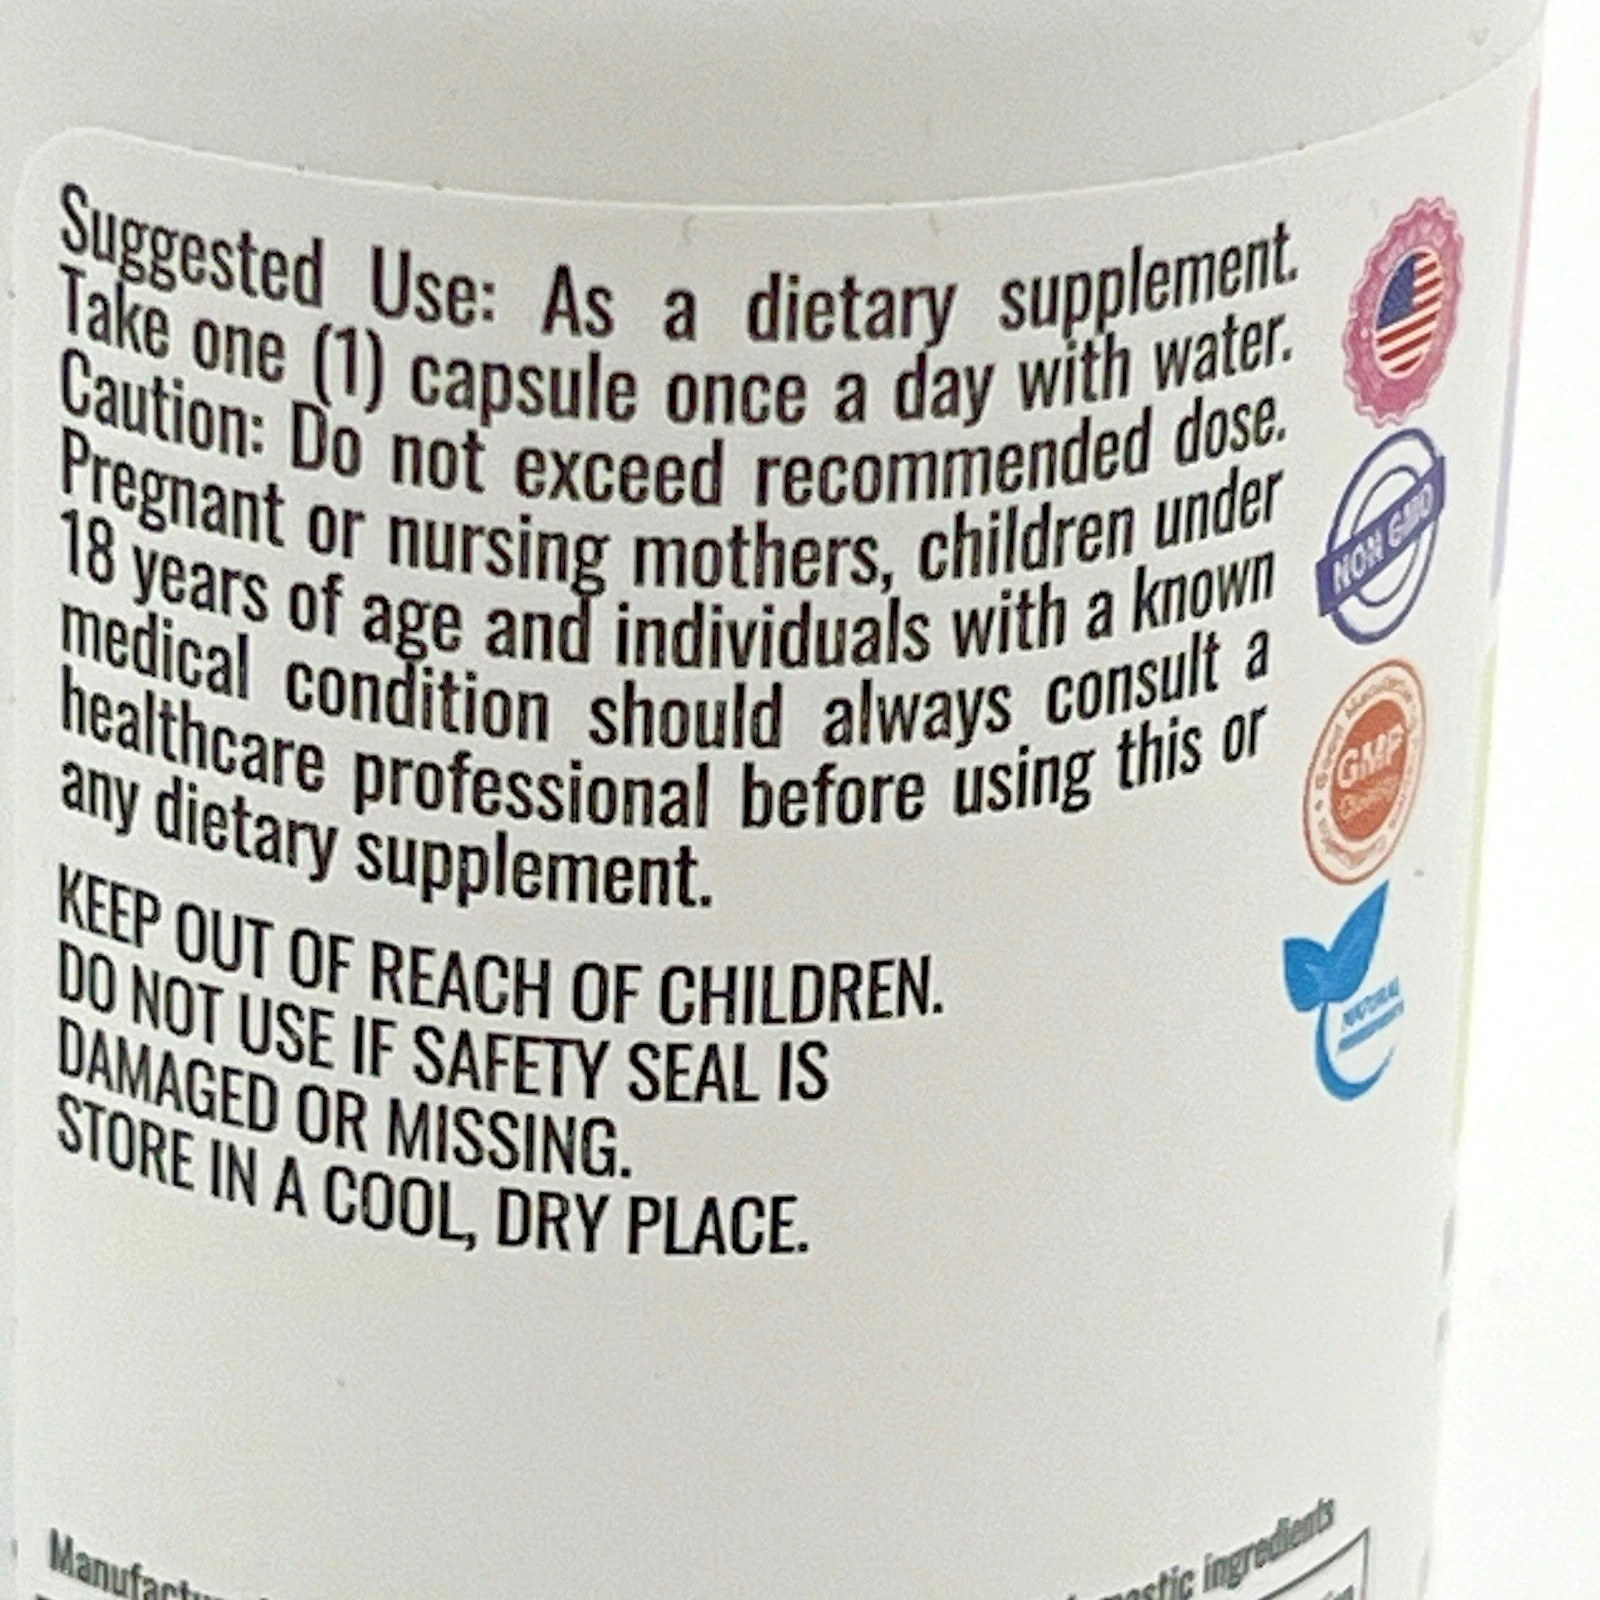 Suggested Use: As a dietary supplement.
Take one (1) capsule once a day with water.
Caution: Do not exceed recommended dose.
Pregnant or nursing mothers, children under
18 years of age and individuals with a known
medical condition should always consult a
healthcare professional before using this or
any dietary supplement.
KEEP OUT OF REACH OF CHILDREN.
DO NOT USE IF SAFETY SEAL IS
DAMAGED OR MISSING.
STORE IN A COOL, DRY PLACE.
NON GMO
GMP
NATURAL
ingredients